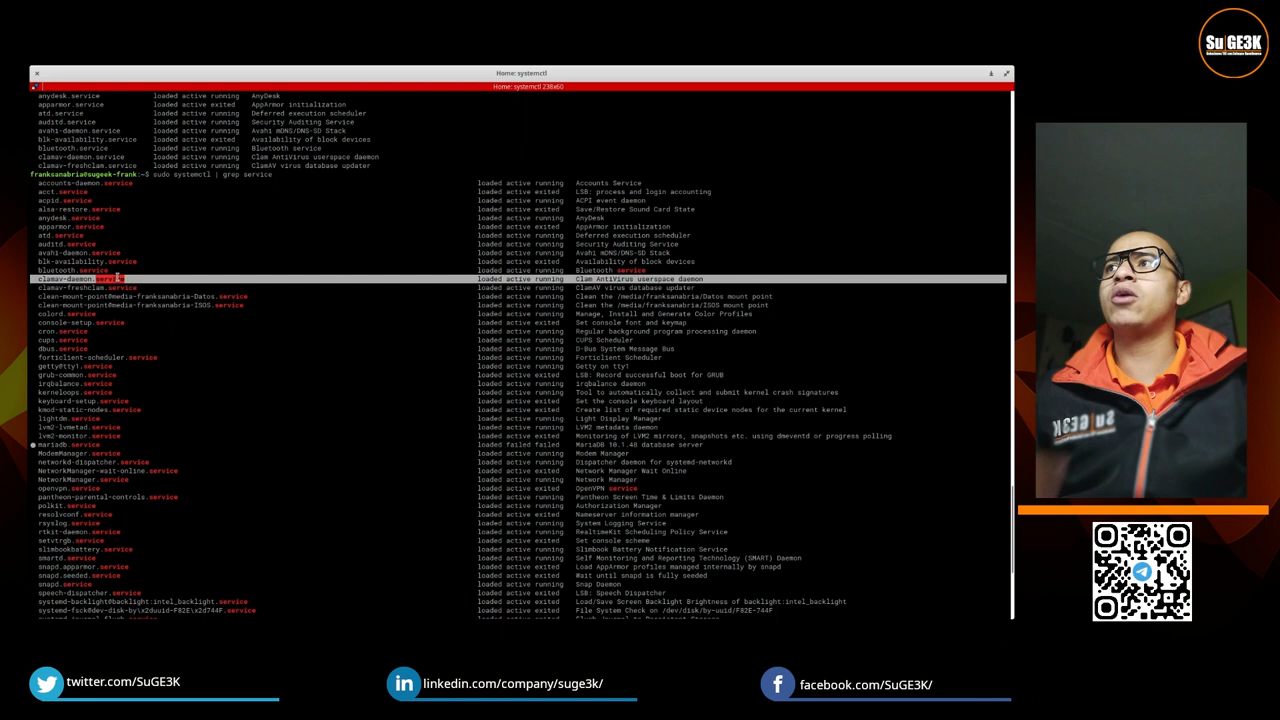 SuGE3K
Home: systemctl
Home: systemctl 238x60
anydesk.service loaded active running AnyDesk
apparmor.service loaded active exited AppArmor initialization
atd.service loaded active running Deferred execution scheduler
auditd.service loaded active running Security Auditing Service
avahi-daemon.service loaded active running Avahi mDNS/DNS-SD Stack
blk-availability.service loaded active exited Availability of block devices
bluetooth.service loaded active running Bluetooth service
clamav-daemon.service loaded active running Clam AntiVirus userspace daemon
clamav-freshclam.service loaded active running ClamAV virus database updater
franksanabria@sugeek-frank:~$ sudo systemctl | grep service
accounts-daemon.service loaded active running Accounts Service
acct.service loaded active exited LSB: process and login accounting
acpid.service loaded active running ACPI event daemon
alsa-restore.service loaded active exited Save/Restore Sound Card State
anydesk.service loaded active running AnyDesk
apparmor.service loaded active exited AppArmor initialization
atd.service loaded active running Deferred execution scheduler
auditd.service loaded active running Security Auditing Service
avahi-daemon.service loaded active running Avahi mDNS/DNS-SD Stack
blk-availability.service loaded active exited Availability of block devices
bluetooth.service loaded active running Bluetooth service
clamav-daemon.service loaded active running Clam AntiVirus userspace daemon
clamav-freshclam.service loaded active running ClamAV virus database updater
clean-mount-point@media-franksanabria-Datos.service loaded active running Clean the /media/franksanabria/Datos mount point
clean-mount-point@media-franksanabria-ISOS.service loaded active running Clean the /media/franksanabria/ISOS mount point
colord.service loaded active running Manage, Install and Generate Color Profiles
console-setup.service loaded active exited Set console font and keymap
cron.service loaded active running Regular background program processing daemon
cups.service loaded active running CUPS Scheduler
dbus.service loaded active running D-Bus System Message Bus
forticlient-scheduler.service loaded active running Forticlient Scheduler
getty@tty1.service loaded active running Getty on tty1
grub-common.service loaded active exited LSB: Record successful boot for GRUB
irqbalance.service loaded active running irqbalance daemon
kerneloops.service loaded active running Tool to automatically collect and submit kernel crash signatures
keyboard-setup.service loaded active exited Set the console keyboard layout
kmod-static-nodes.service loaded active exited Create list of required static device nodes for the current kernel
lightdm.service loaded active running Light Display Manager
lvm2-lvmetad.service loaded active running LVM2 metadata daemon
lvm2-monitor.service loaded active exited Monitoring of LVM2 mirrors, snapshots etc. using dmeventd or progress polling
● mariadb.service loaded failed failed MariaDB 10.1.48 database server
ModemManager.service loaded active running Modem Manager
networkd-dispatcher.service loaded active running Dispatcher daemon for systemd-networkd
NetworkManager-wait-online.service loaded active exited Network Manager Wait Online
NetworkManager.service loaded active running Network Manager
openvpn.service loaded active exited OpenVPN service
pantheon-parental-controls.service loaded active running Pantheon Screen Time & Limits Daemon
polkit.service loaded active running Authorization Manager
resolvconf.service loaded active exited Nameserver information manager
rsyslog.service loaded active running System Logging Service
rtkit-daemon.service loaded active running RealtimeKit Scheduling Policy Service
setvtrgb.service loaded active exited Set console scheme
slimbookbattery.service loaded active running Slimbook Battery Notification Service
smartd.service loaded active running Self Monitoring and Reporting Technology (SMART) Daemon
snapd.apparmor.service loaded active exited Load AppArmor profiles managed internally by snapd
snapd.seeded.service loaded active exited Wait until snapd is fully seeded
snapd.service loaded active running Snap Daemon
speech-dispatcher.service loaded active exited LSB: Speech Dispatcher
systemd-backlight@backlight:intel_backlight.service loaded active exited Load/Save Screen Backlight Brightness of backlight:intel_backlight
systemd-fsck@dev-disk-by\x2duuid-F82E\x2d744F.service loaded active exited File System Check on /dev/disk/by-uuid/F82E-744F
SuGE3K
twitter.com/SuGE3K
linkedin.com/company/suge3k/
facebook.com/SuGE3K/